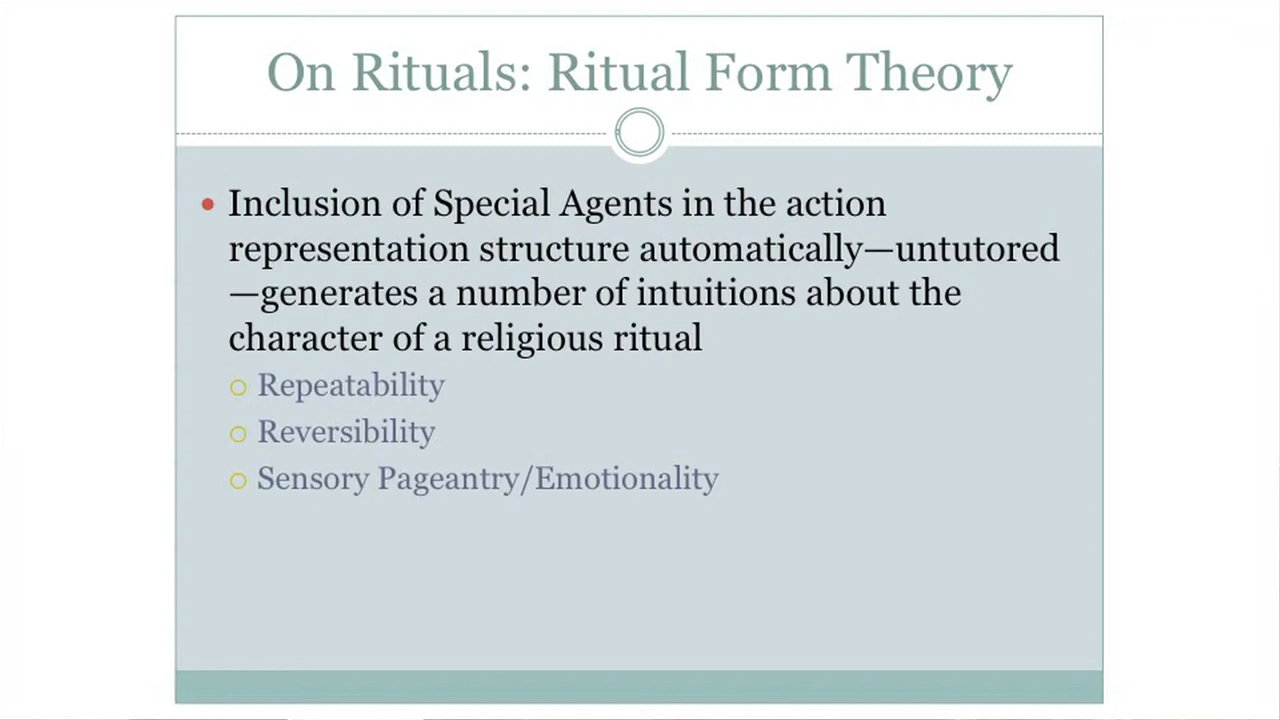 On Rituals: Ritual Form Theory
Inclusion of Special Agents in the action
representation structure automatically—untutored
—generates a number of intuitions about the
character of a religious ritual
Repeatability
Reversibility
Sensory Pageantry/Emotionality